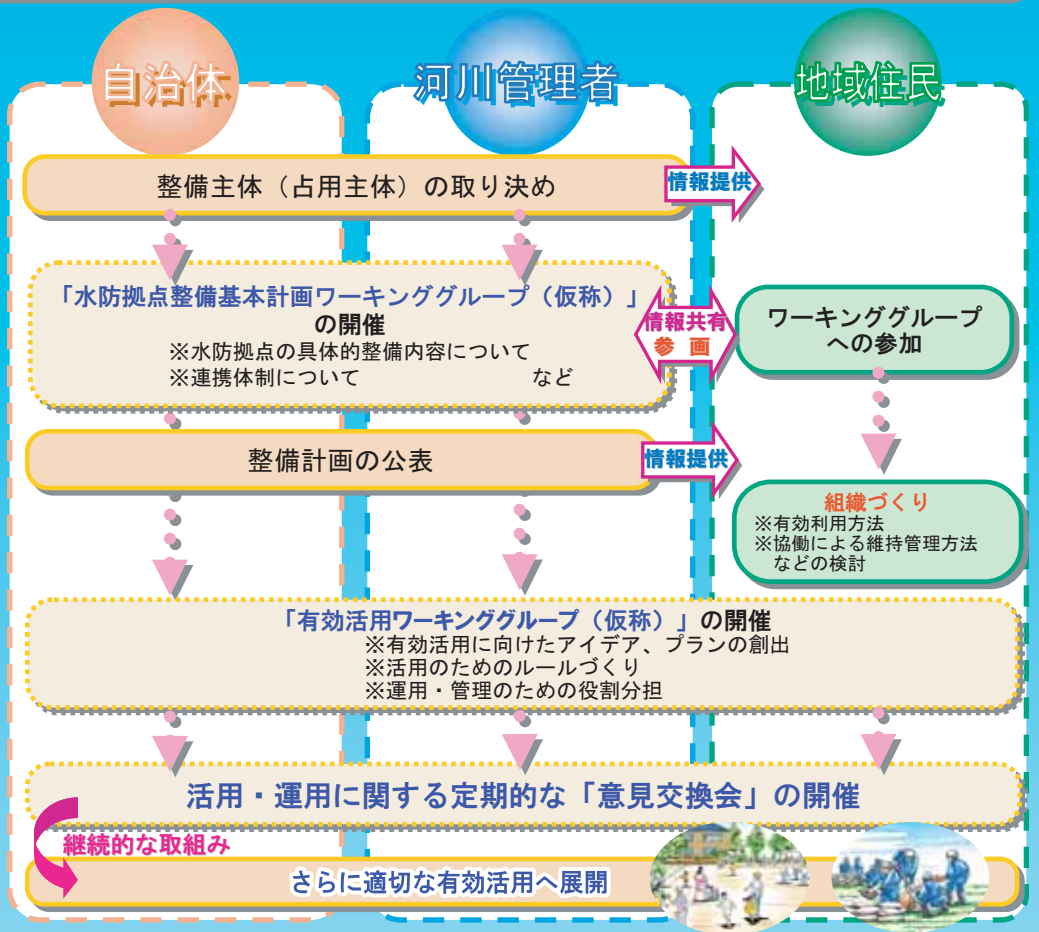 自治体
河川管理者
地域住民
整備主体（占用主体）の取り決め
情報提供
「水防拠点整備基本計画ワーキンググループ（仮称）」
の開催
※水防拠点の具体的整備内容について
※連携体制について など
情報共有
参 画
ワーキンググループ
への参加
整備計画の公表
情報提供
組織づくり
※有効利用方法
※協働による維持管理方法
などの検討
「有効活用ワーキンググループ（仮称）」の開催
※有効活用に向けたアイデア、プランの創出
※活用のためのルールづくり
※運用・管理のための役割分担
活用・運用に関する定期的な「意見交換会」の開催
継続的な取組み
さらに適切な有効活用へ展開